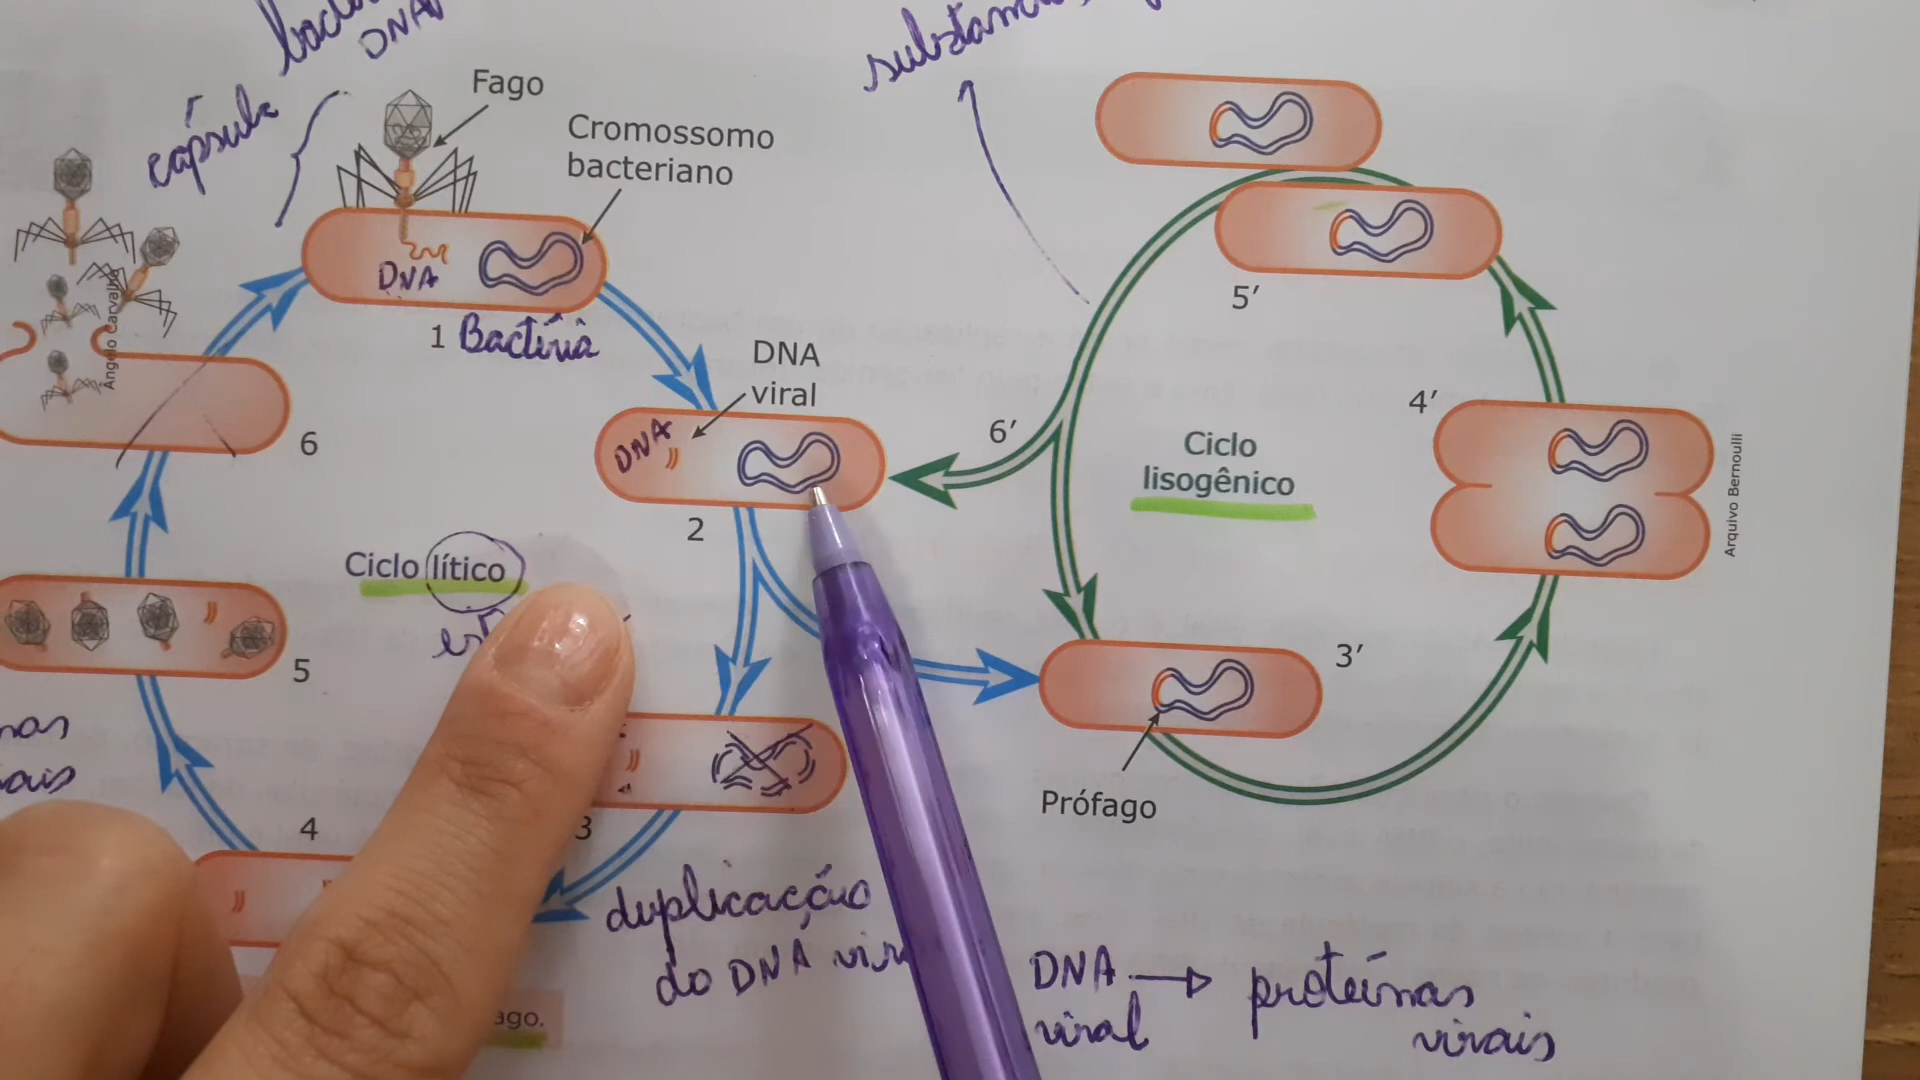 DNA
cápsula
Fago
Cromossomo
bacteriano
DNA
1 Bactéria
DNA
viral
DNA
2
6
5
4
3
Ciclo lítico
Ângelo Carvalho
duplicação
do DNA
ago.
5′
4′
6′
Ciclo
lisogênico
3′
Prófago
Arquivo Bernoulli
DNA → proteínas
viral virais